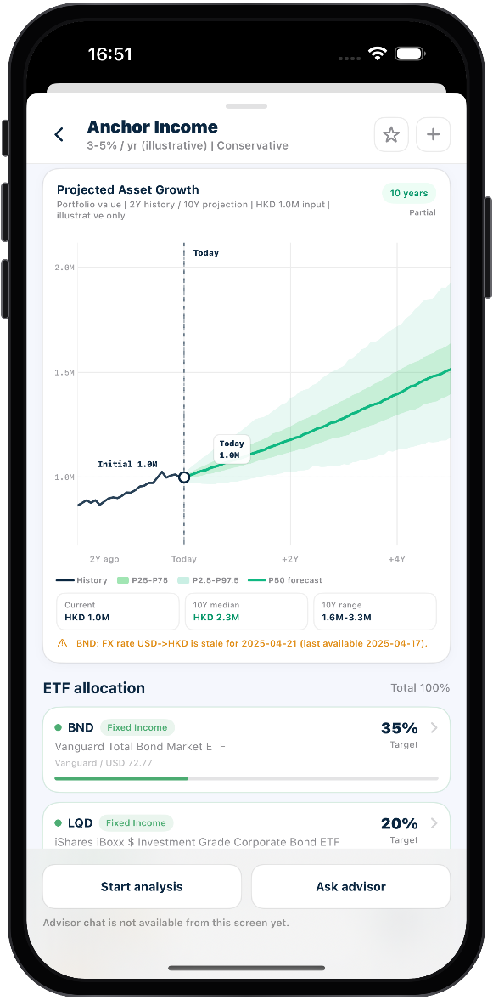 16:51
Anchor Income
3-5% / yr (illustrative) | Conservative
Projected Asset Growth
10 years
Portfolio value | 2Y history / 10Y projection | HKD 1.0M input |
illustrative only
Partial
Today
2.0M
1.5M
Today
1.0M
Initial 1.0M
1.0M
2Y ago
Today
+2Y
+4Y
History
P25-P75
P2.5-P97.5
P50 forecast
Current
HKD 1.0M
10Y median
HKD 2.3M
10Y range
1.6M-3.3M
BND: FX rate USD->HKD is stale for 2025-04-21 (last available 2025-04-17).
ETF allocation
Total 100%
BND
Fixed Income
35%
Vanguard Total Bond Market ETF
Target
Vanguard / USD 72.77
LQD
Fixed Income
20%
iShares iBoxx $ Investment Grade Corporate Bond ETF
Target
Start analysis
Ask advisor
Advisor chat is not available from this screen yet.